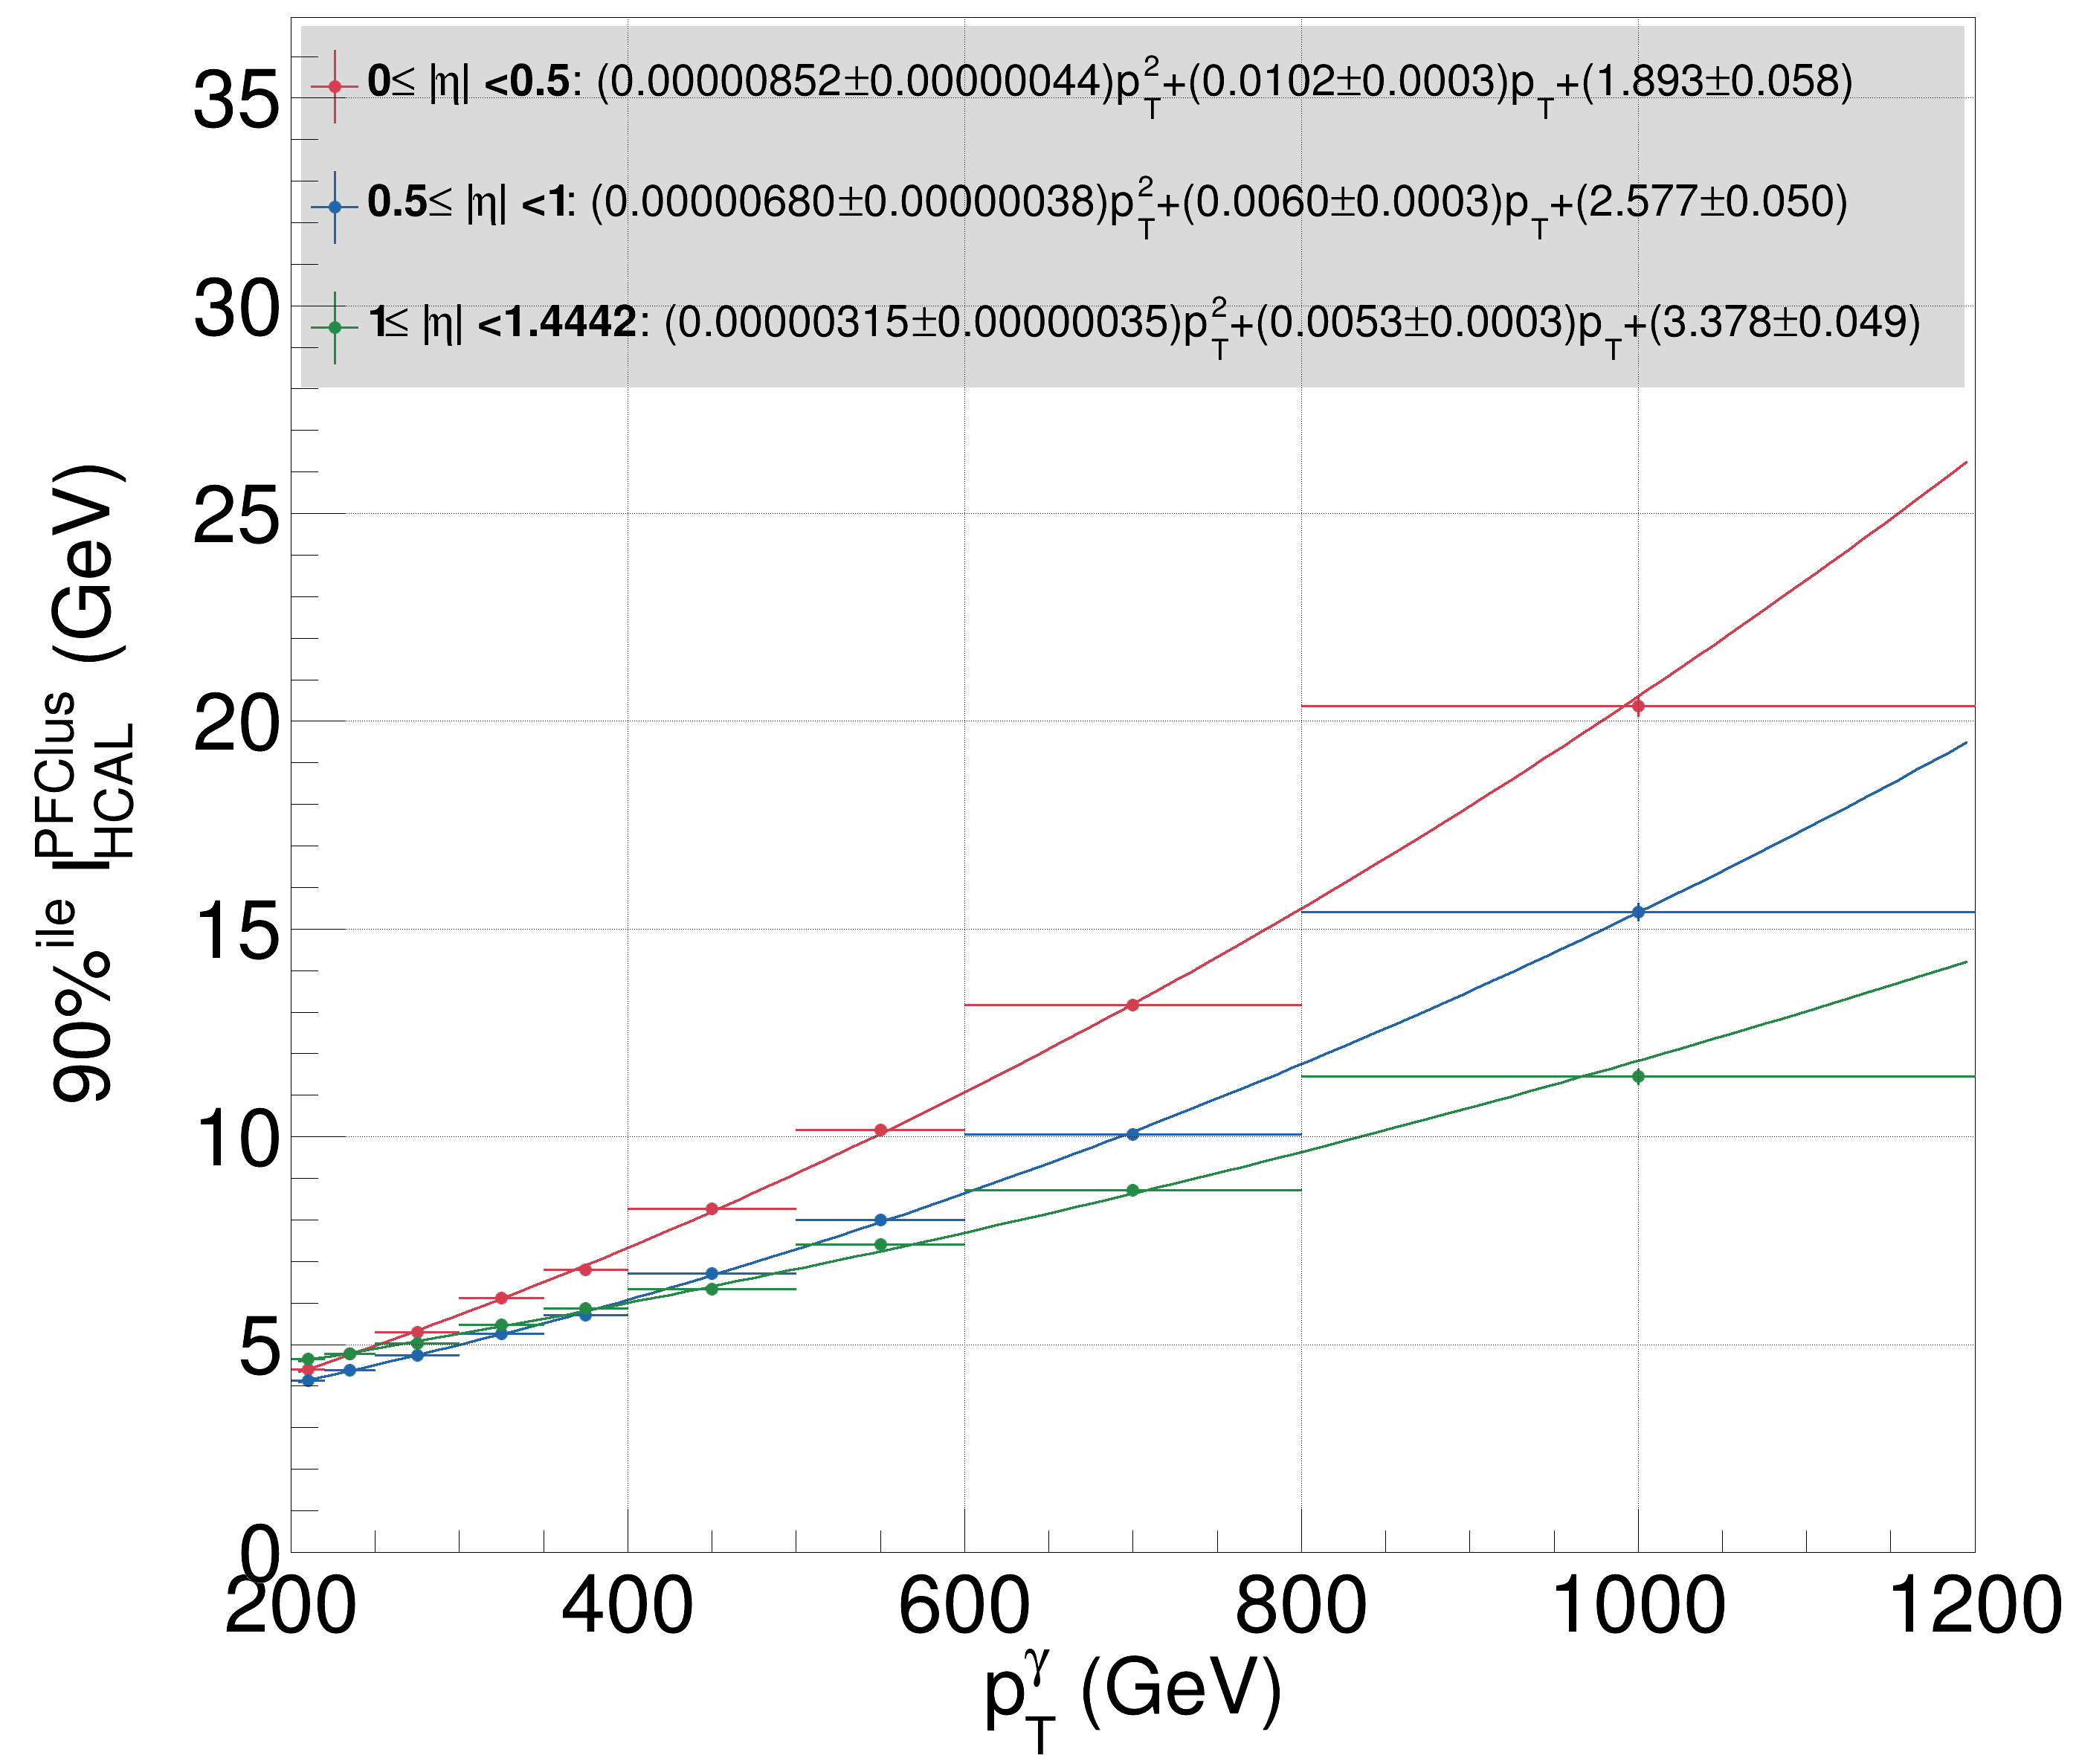 0≤ |η| <0.5: (0.00000852±0.00000044)p_T^2+(0.0102±0.0003)p_T+(1.893±0.058)
0.5≤ |η| <1: (0.00000680±0.00000038)p_T^2+(0.0060±0.0003)p_T+(2.577±0.050)
1≤ |η| <1.4442: (0.00000315±0.00000035)p_T^2+(0.0053±0.0003)p_T+(3.378±0.049)
35
30
25
20
15
10
5
0
90%^ile I_HCAL^PFClus (GeV)
200 400 600 800 1000 1200
p_T^γ (GeV)